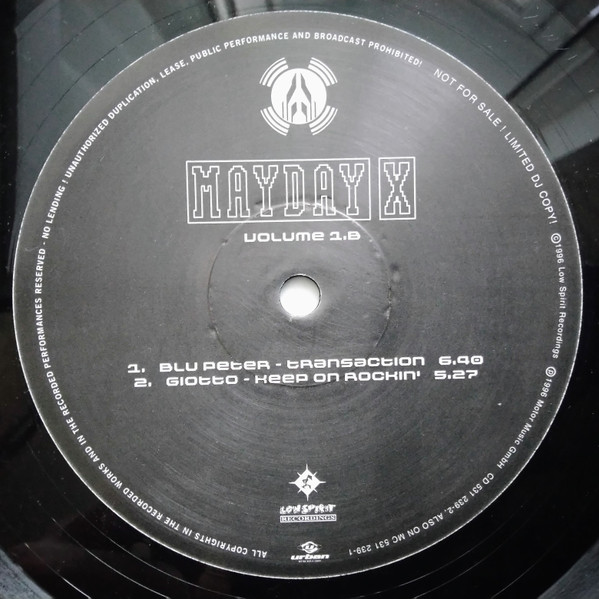 ALL COPYRIGHTS IN THE RECORDED WORKS AND IN THE RECORDED PERFORMANCES RESERVED - NO LENDING ! UNAUTHORIZED DUPLICATION, LEASE, PUBLIC PERFORMANCE AND BROADCAST PROHIBITED!
NOT FOR SALE ! LIMITED DJ COPY!
©1996 Low Spirit Recordings
℗1996 Motor Music GmbH
CD 531 239-2, ALSO ON MC 531 239-1
MAYDAY X
VOLUME 1.B
1. BLU PETER - TRANSACTION 6.40
2. GIOTTO - KEEP ON ROCKIN' 5.27
LOW SPIRIT
RECORDINGS
urban